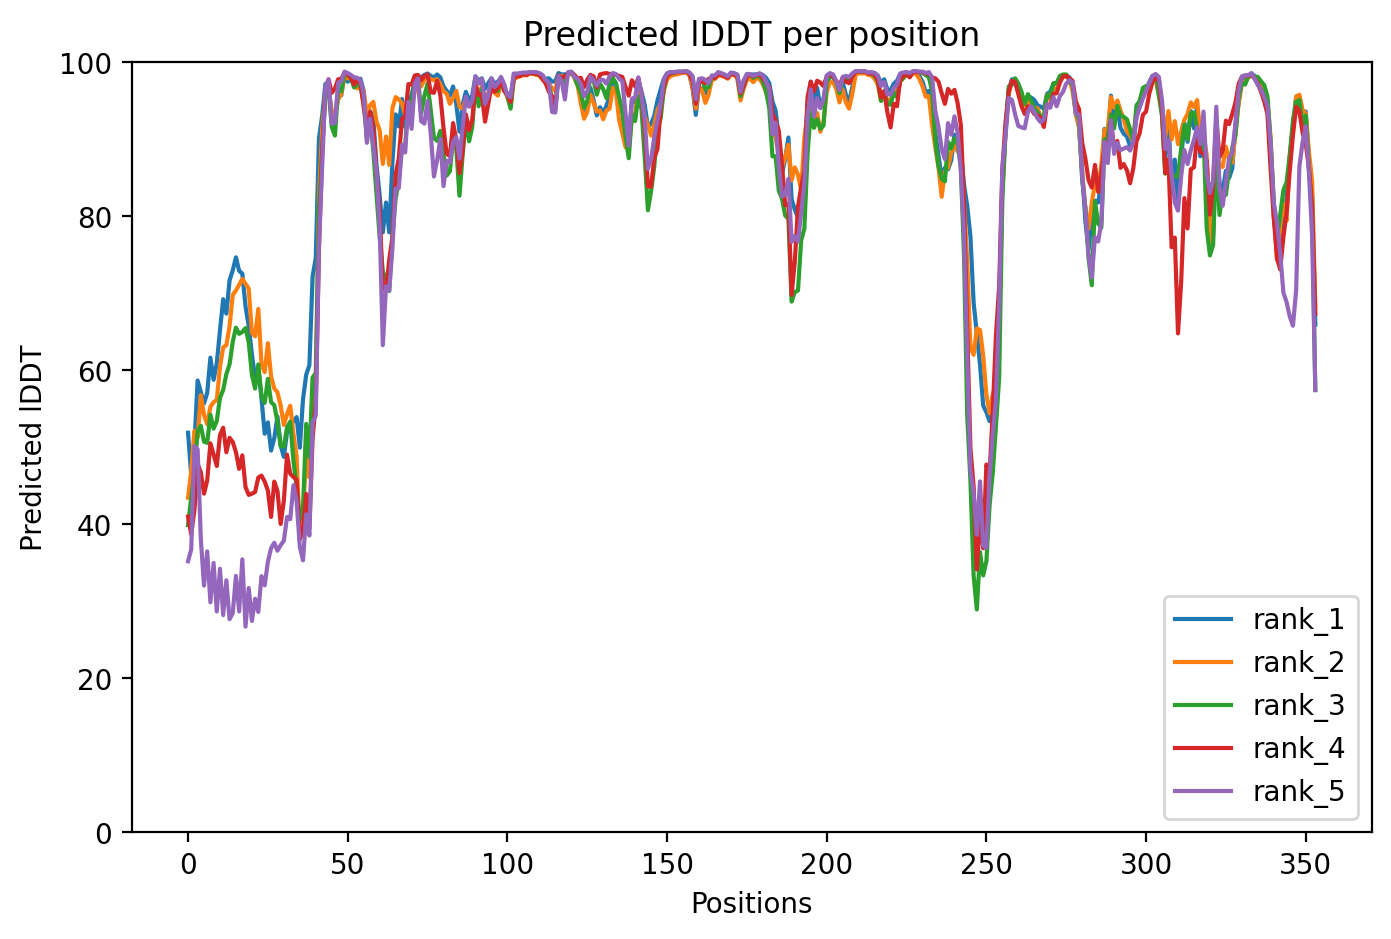 Predicted lDDT per position
Predicted lDDT
100
80
60
40
20
0
0 50 100 150 200 250 300 350
Positions
rank_1
rank_2
rank_3
rank_4
rank_5